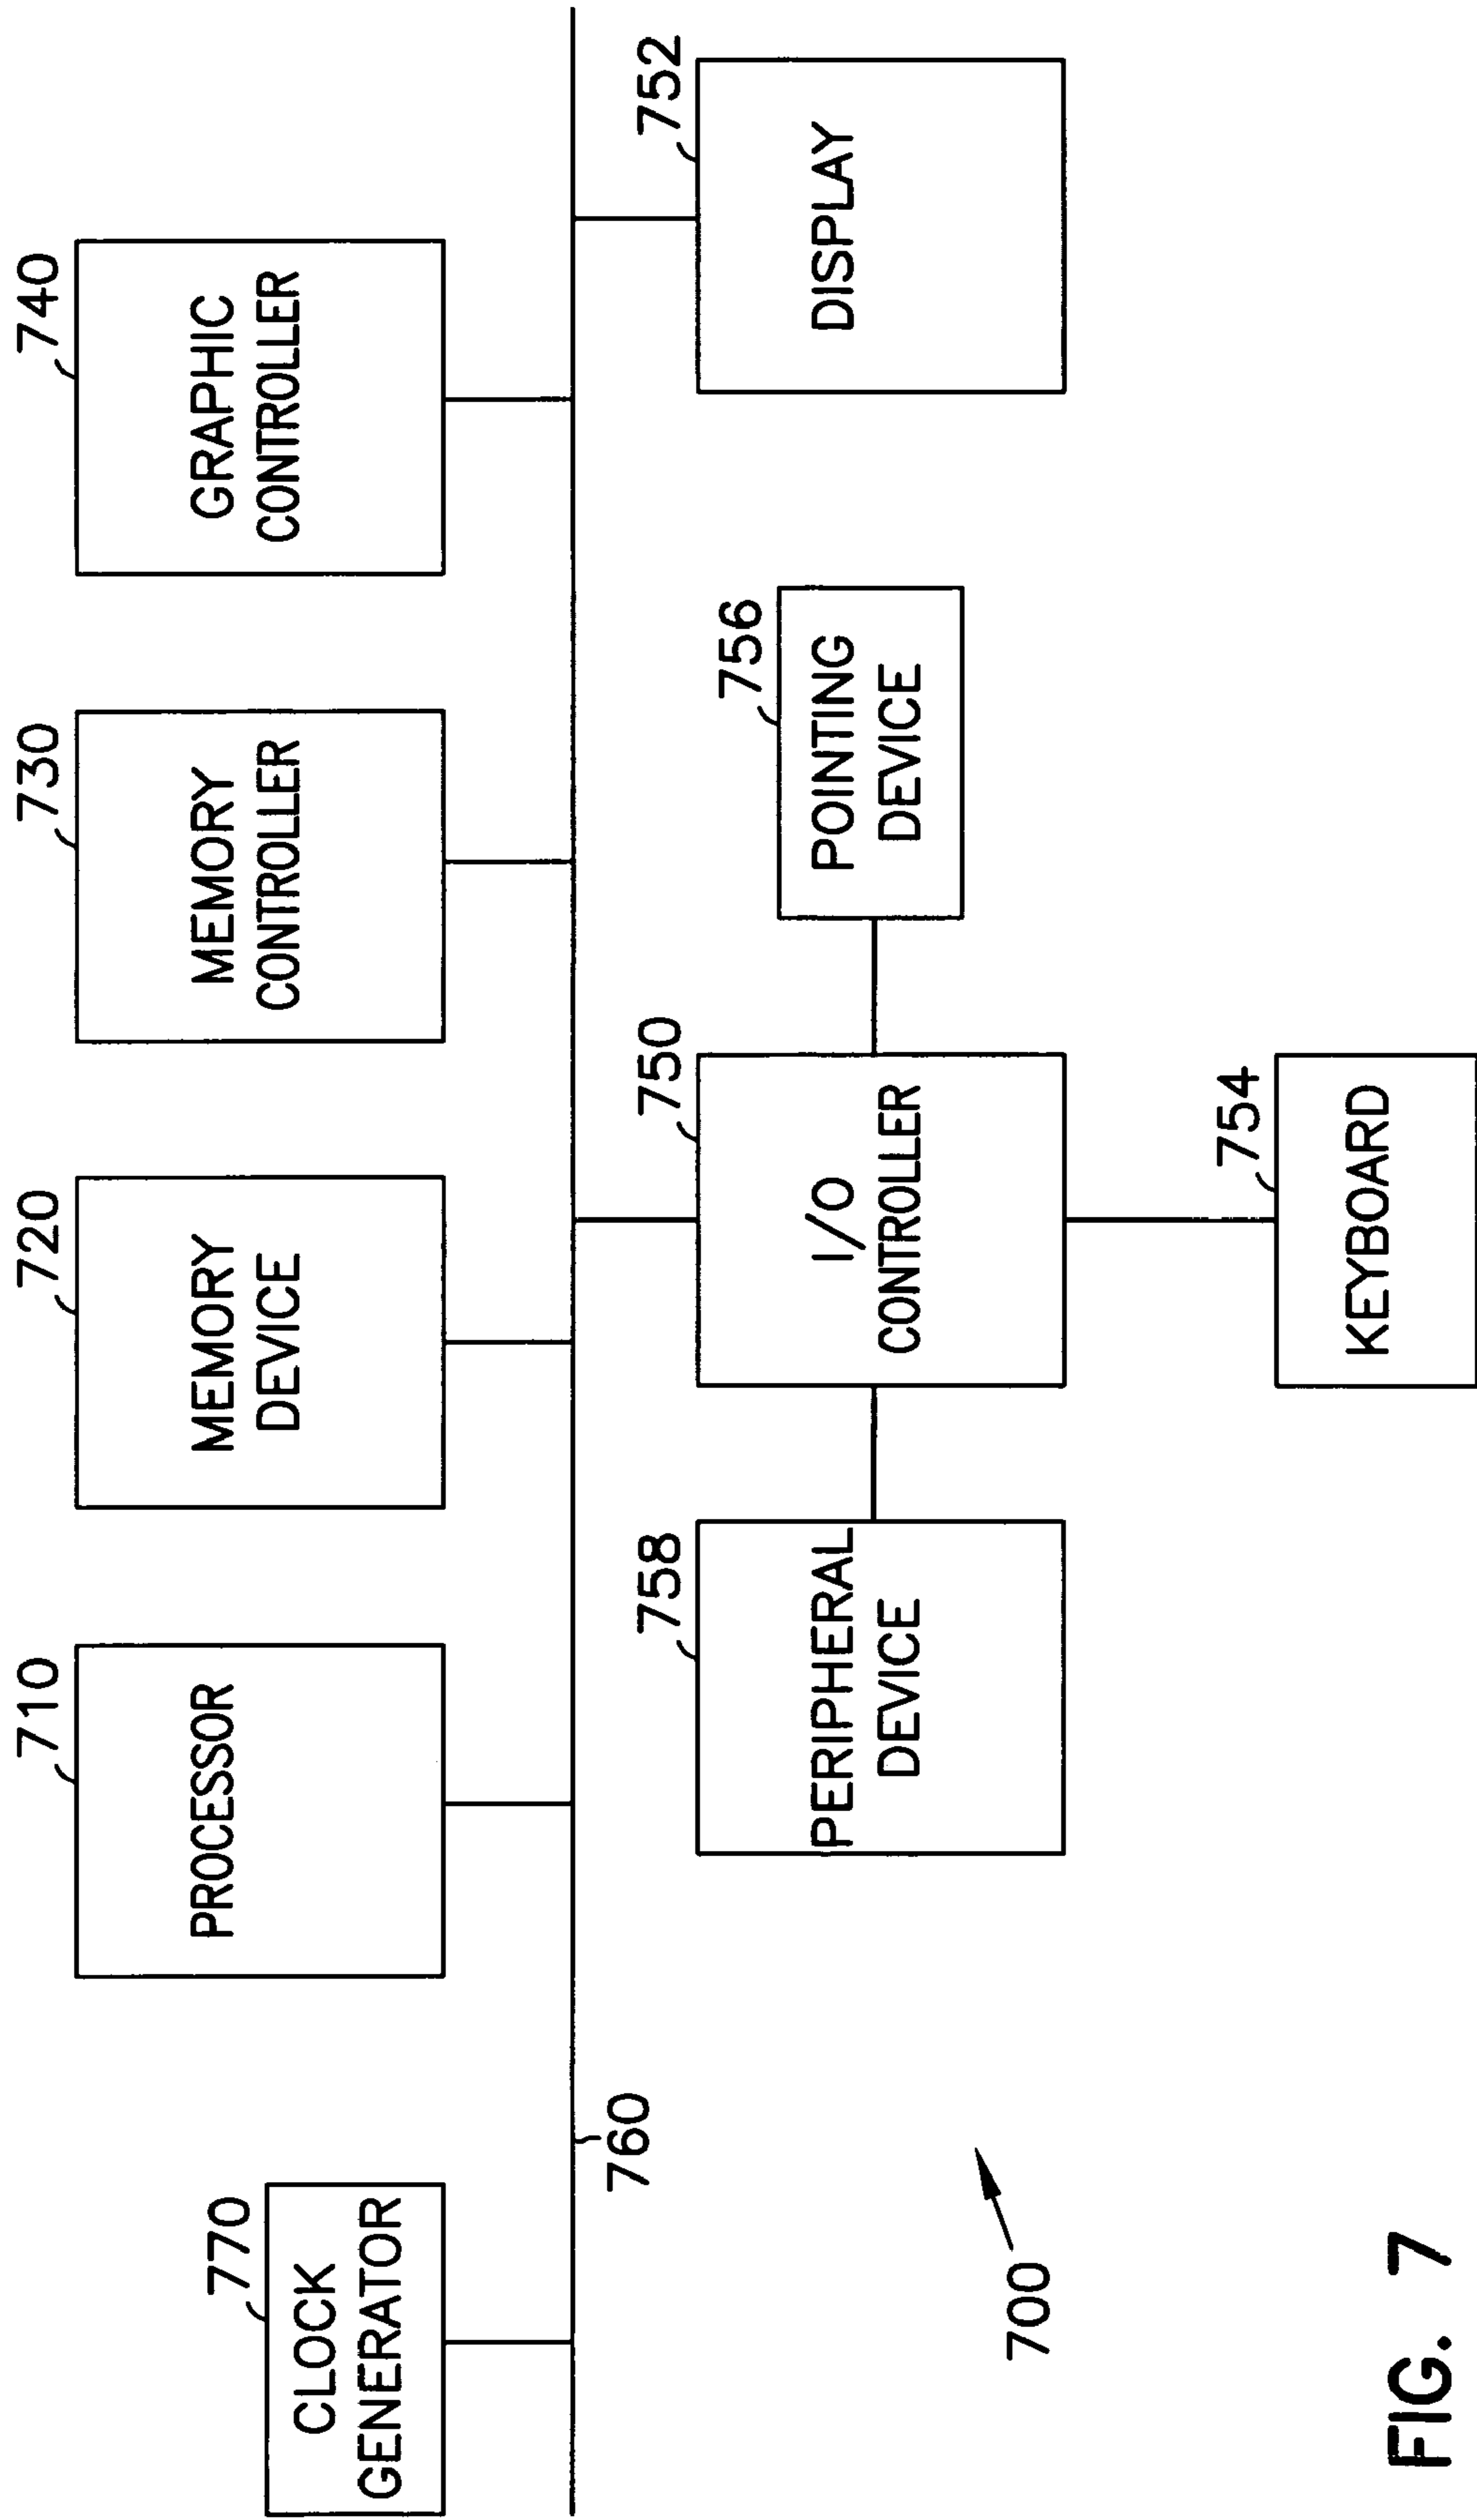 770
CLOCK
GENERATOR
710
PROCESSOR
720
MEMORY
DEVICE
730
MEMORY
CONTROLLER
740
GRAPHIC
CONTROLLER
760
758
PERIPHERAL
DEVICE
750
I/O
CONTROLLER
756
POINTING
DEVICE
752
DISPLAY
700
754
KEYBOARD
FIG. 7